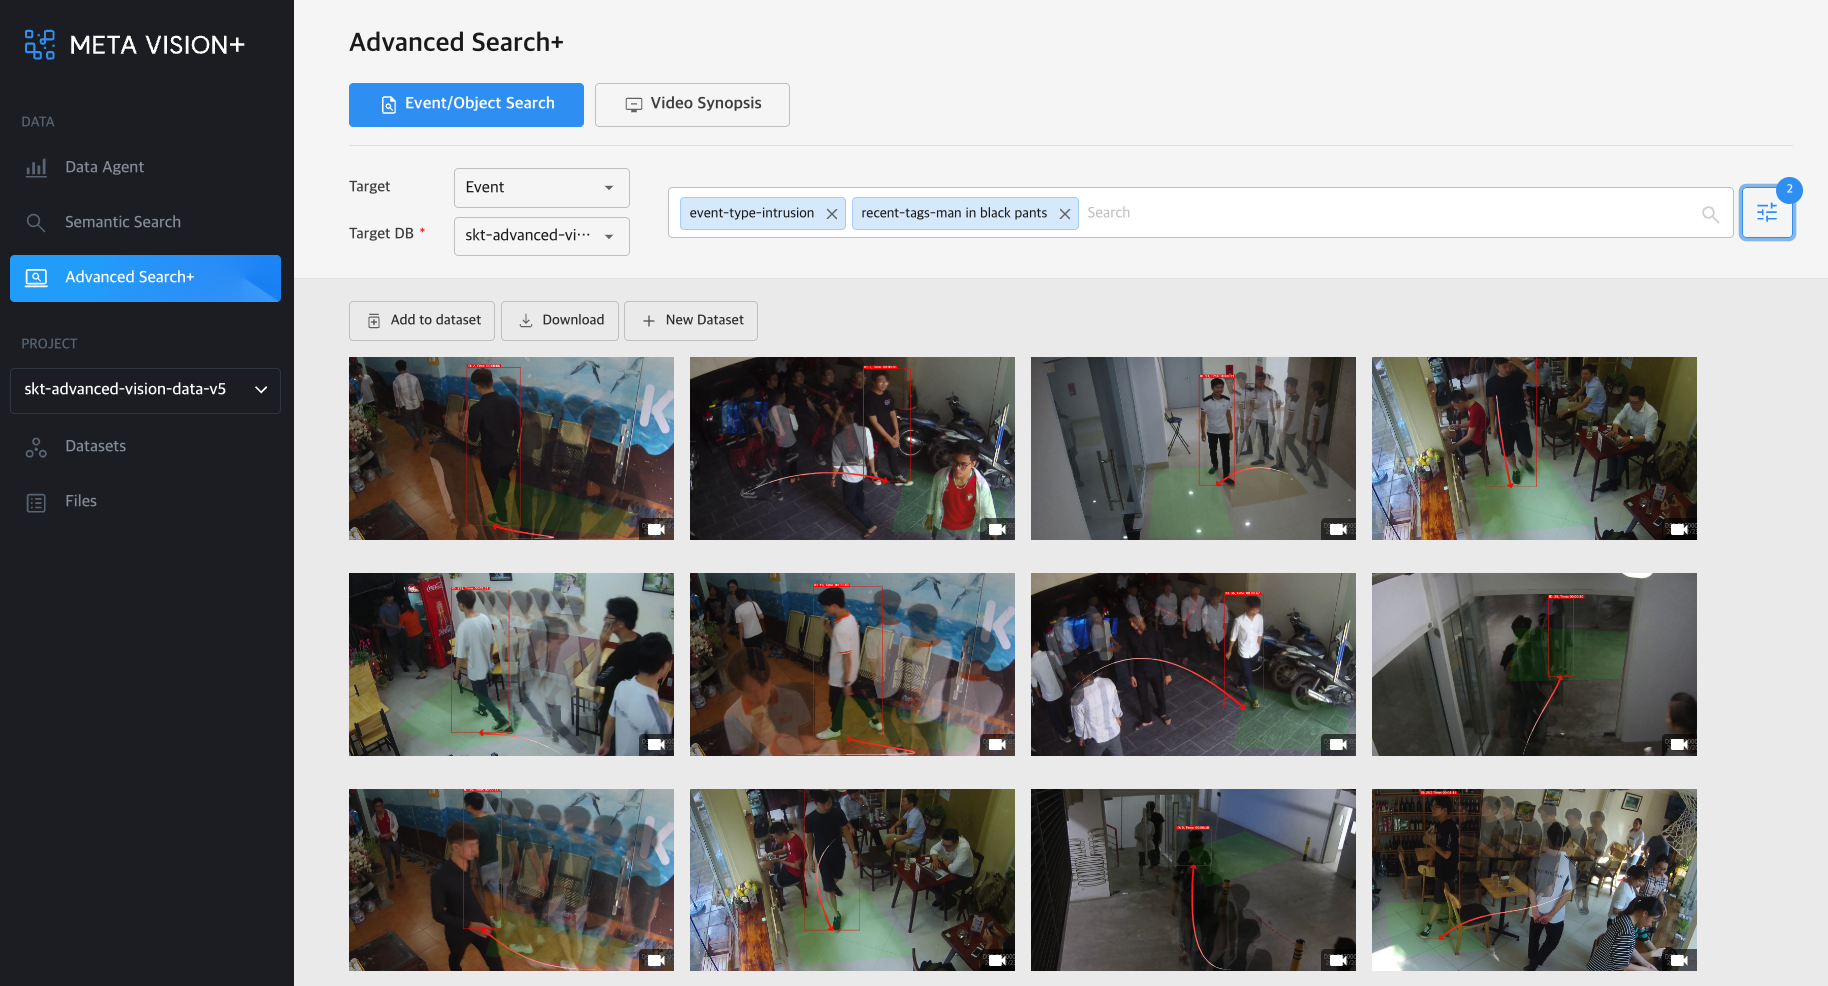 META VISION+
DATA
Data Agent
Semantic Search
Advanced Search+
PROJECT
skt-advanced-vision-data-v5
Datasets
Files
Advanced Search+
Event/Object Search
Video Synopsis
Target
Event
Target DB *
skt-advanced-vi···
event-type-intrusion
recent-tags-man in black pants
Search
2
Add to dataset
Download
New Dataset